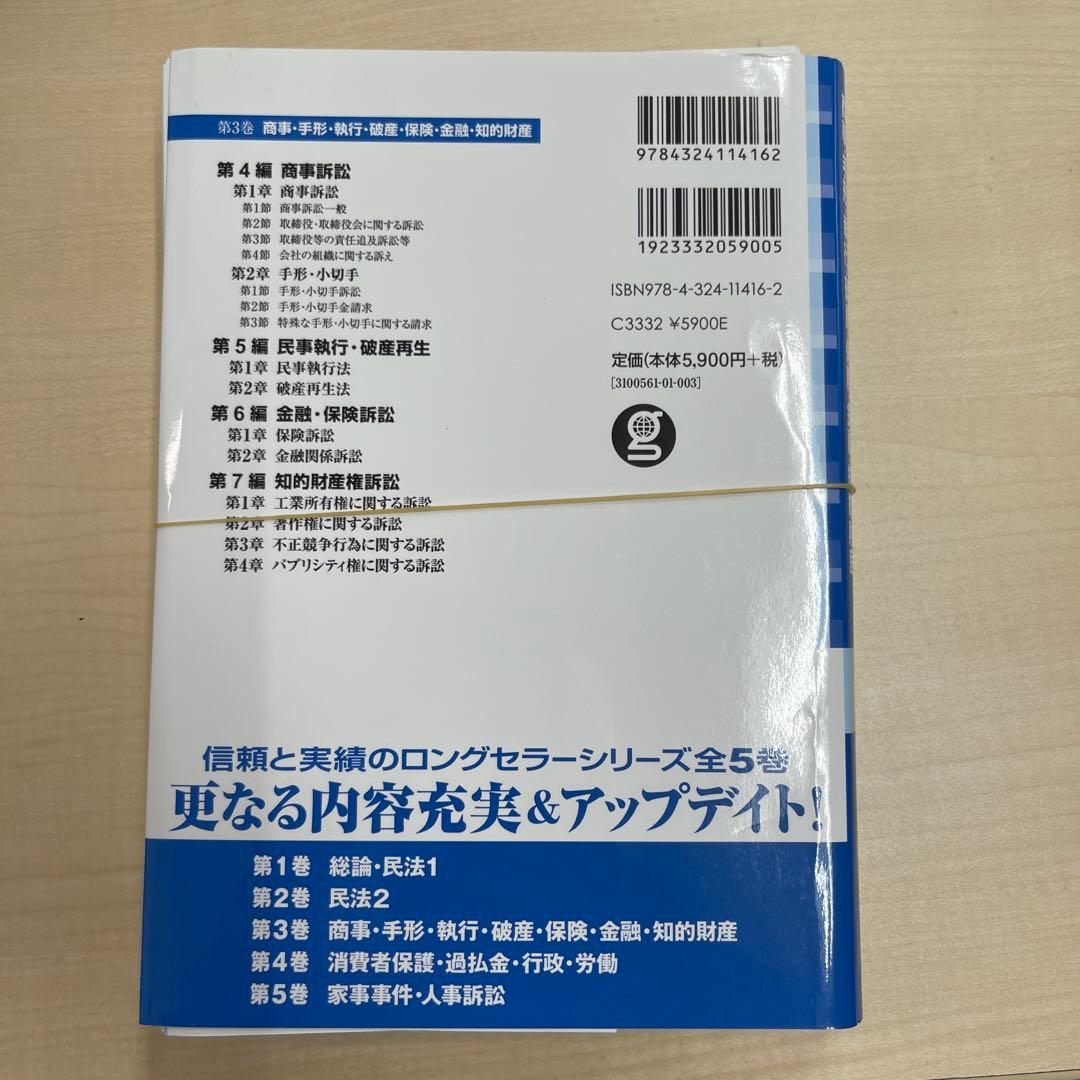 第3巻 商事・手形・執行・破産・保険・金融・知的財産
第4編 商事訴訟
第1章 商事訴訟
第1節 商事訴訟一般
第2節 取締役・取締役会に関する訴訟
第3節 取締役等の責任追及訴訟等
第4節 会社の組織に関する訴え
第2章 手形・小切手
第1節 手形・小切手訴訟
第2節 手形・小切手金請求
第3節 特殊な手形・小切手に関する請求
第5編 民事執行・破産再生
第1章 民事執行法
第2章 破産再生法
第6編 金融・保険訴訟
第1章 保険訴訟
第2章 金融関係訴訟
第7編 知的財産権訴訟
第1章 工業所有権に関する訴訟
第2章 著作権に関する訴訟
第3章 不正競争行為に関する訴訟
第4章 パブリシティ権に関する訴訟
9784324114162
1923332059005
ISBN978-4-324-11416-2
C3332 ¥5900E
定価(本体5,900円+税)
[3100561-01-003]
g
信頼と実績のロングセラーシリーズ全5巻
更なる内容充実&アップデイト!
第1巻 総論・民法1
第2巻 民法2
第3巻 商事・手形・執行・破産・保険・金融・知的財産
第4巻 消費者保護・過払金・行政・労働
第5巻 家事事件・人事訴訟